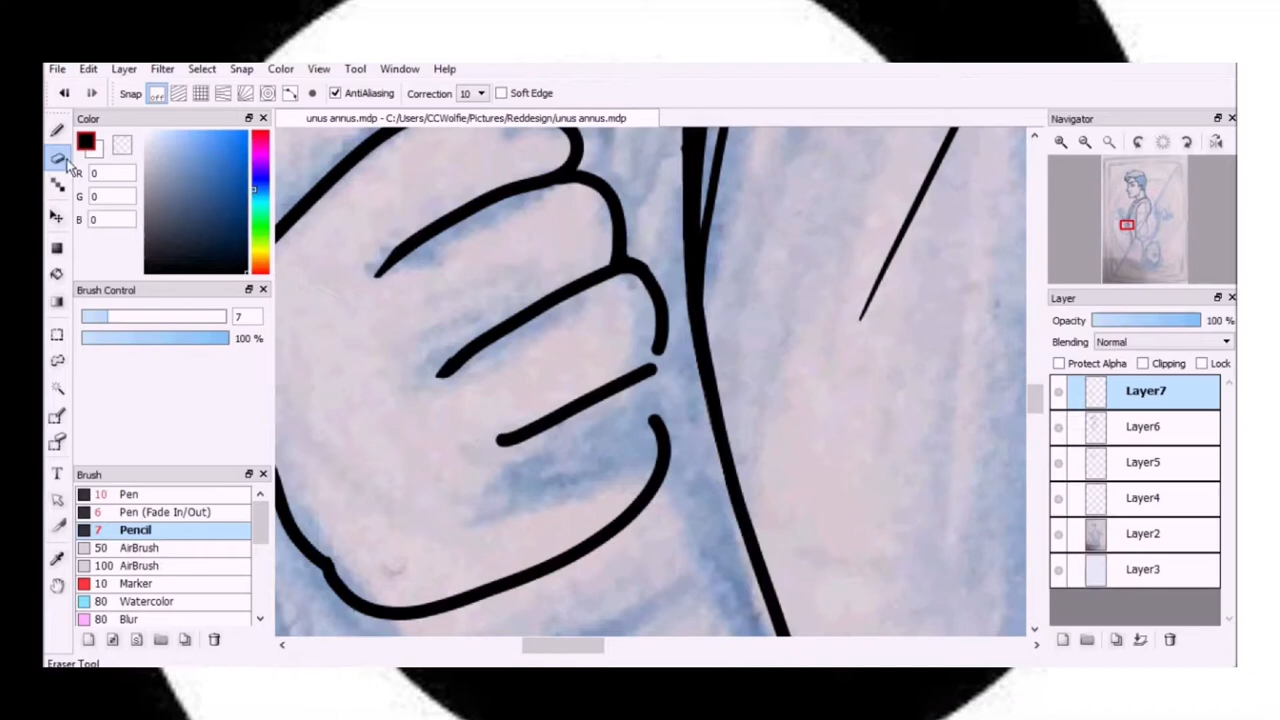 File Edit Layer Filter Select Snap Color View Tool Window Help
Snap off AntiAliasing Correction 10 Soft Edge
Color
unus annus.mdp - C:/Users/CCWolfie/Pictures/Reddesign/unus annus.mdp
Navigator
R 0
G 0
B 0
Brush Control
7
100 %
Layer
Opacity 100 %
Blending Normal
Protect Alpha Clipping Lock
Layer7
Layer6
Layer5
Layer4
Layer2
Layer3
Brush
10 Pen
6 Pen (Fade In/Out)
7 Pencil
50 AirBrush
100 AirBrush
10 Marker
80 Watercolor
80 Blur
T
Eraser Tool